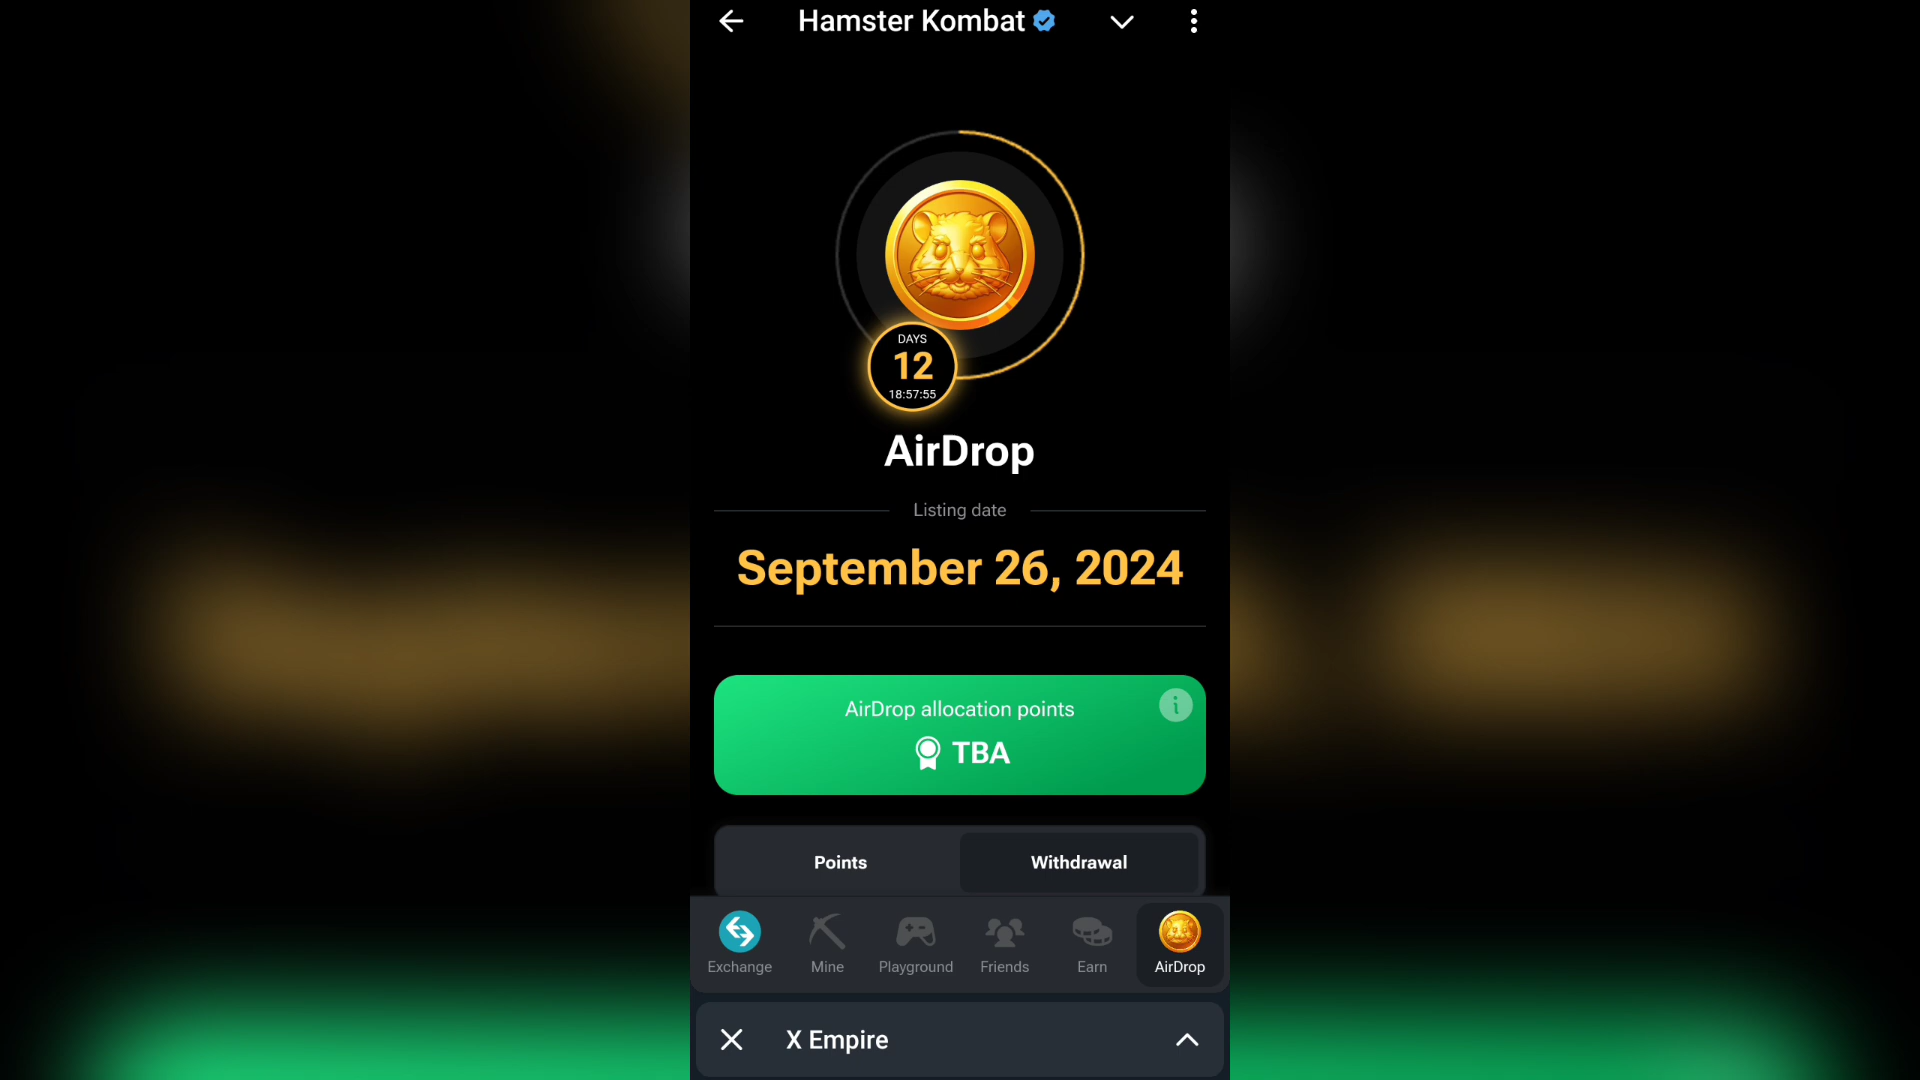 Hamster Kombat
DAYS
12
18:57:55
AirDrop
Listing date
September 26, 2024
AirDrop allocation points
TBA
Points
Withdrawal
Exchange
Mine
Playground
Friends
Earn
AirDrop
X Empire